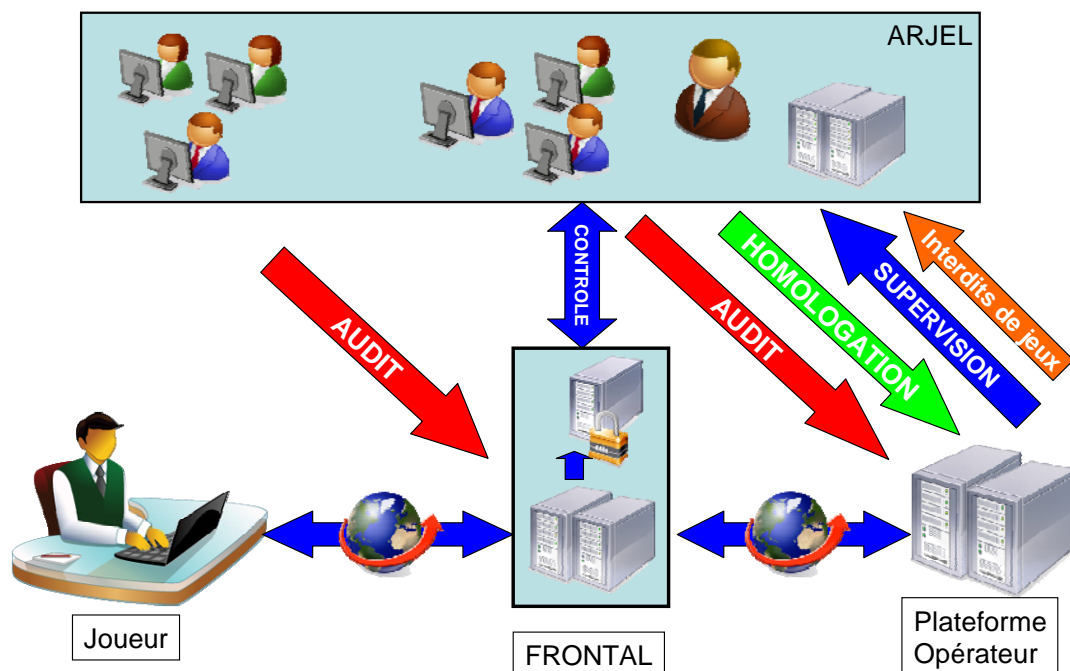 ARJEL
CONTROLE
AUDIT
AUDIT
HOMOLOGATION
SUPERVISION
Interdits de jeux
Joueur
FRONTAL
Plateforme
Opérateur